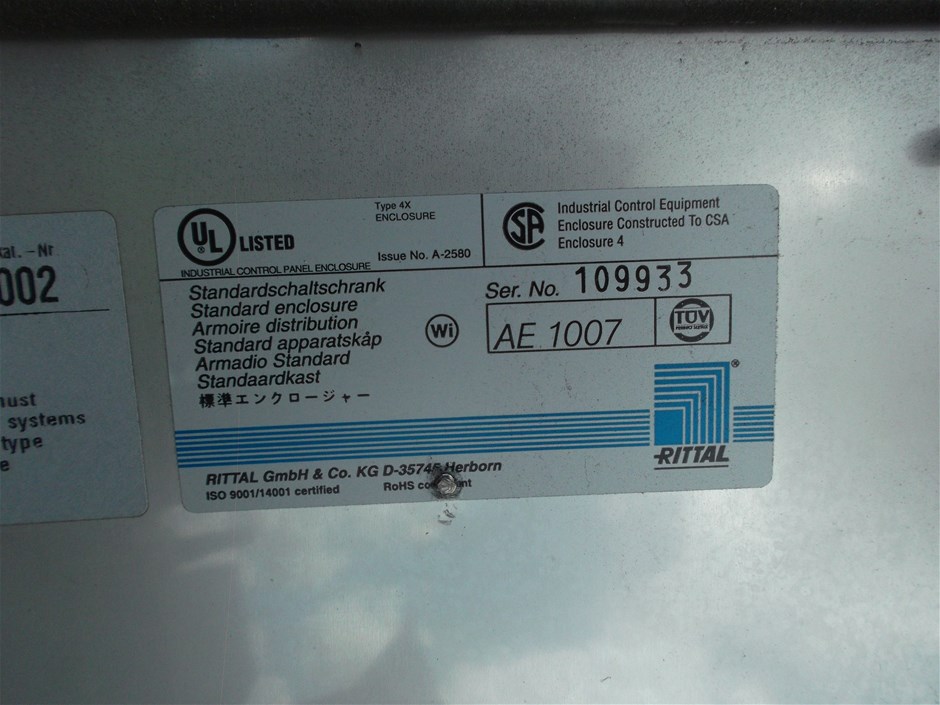 Type 4X
ENCLOSURE
UL® LISTED
Issue No. A-2580
INDUSTRIAL CONTROL PANEL ENCLOSURE
SA
Industrial Control Equipment
Enclosure Constructed To CSA
Enclosure 4
Standardschaltschrank
Standard enclosure
Armoire distribution
Standard apparatskåp
Armadio Standard
Standaardkast
標準エンクロージャー
Wi
Ser. No. 109933
AE 1007
TÜV
RITTAL
RITTAL GmbH & Co. KG D-35745 Herborn
ISO 9001/14001 certified RoHS
-Nr
002
systems
type